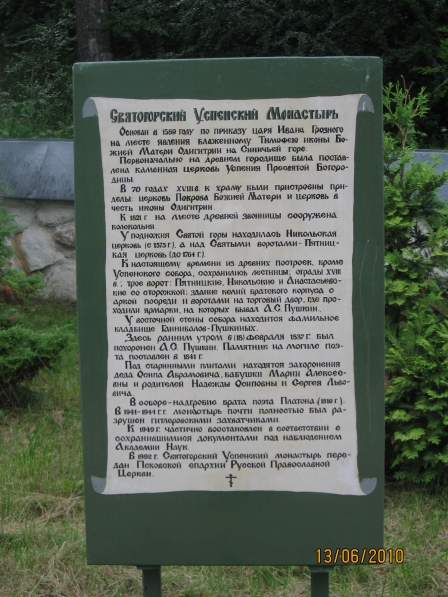 Святогорский Успенский Монастырь
Основан в 1569 году по приказу царя Ивана Грозного
на месте явления блаженному Тимофею иконы Бо-
жией Матери Одигитрии на Синичьей горе.
Первоначально на древнем городище была постав-
лена каменная церковь Успения Пресвятой Богоро-
дицы.
В 70 годах XVIII в. к храму были пристроены при-
делы: церковь Покрова Божией Матери и церковь в
честь иконы Одигитрии.
К 1821 г. на месте древней звонницы сооружена
колокольня.
У подножия Святой горы находилась Никольская
церковь (с 1575 г.), а над Святыми воротами-Пятниц-
кая церковь (до 1764 г.).
К настоящему времени из древних построек, кроме
Успенского собора, сохранились лестницы; ограды XVIII
в.; трое ворот: Пятницкие, Никольские и Анастасьевс-
кие со сторожкой; здание келий братского корпуса с
аркой посреди и воротами на торговый двор, где про-
ходили ярмарки, на которых бывал А.С. Пушкин.
У восточной стены собора находится фамильное
кладбище Ганнибалов-Пушкиных.
Здесь ранним утром 6 (18) февраля 1837 г. был
похоронен А.С. Пушкин. Памятник на могиле поэ-
та поставлен в 1841 г.
Под старинными плитами находятся захоронения
деда Осипа Абрамовича, бабушки Марии Алексее-
вны и родителей Надежды Осиповны и Сергея Льво-
вича.
В соборе-надгробие брата поэта Платона. (1819 г.).
В 1941-1944 г.г. монастырь почти полностью был раз-
рушен гитлеровскими захватчиками.
К 1949 г. частично восстановлен в соответствии с
сохранившимися документами под наблюдением
Академии Наук.
В 1992 г. Святогорский Успенский монастырь пере-
дан Псковской епархии Русской Православной
Церкви.
13/06/2010